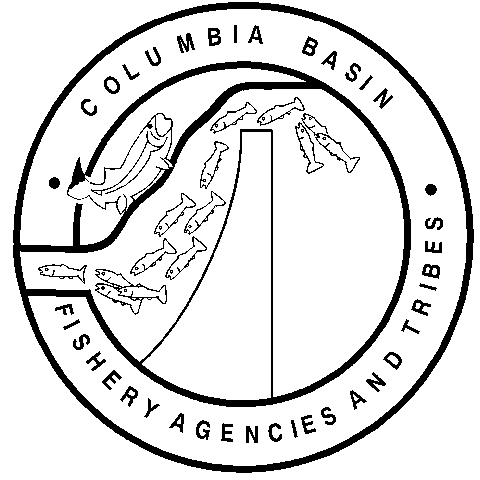 COLUMBIA BASIN
FISHERY AGENCIES AND TRIBES